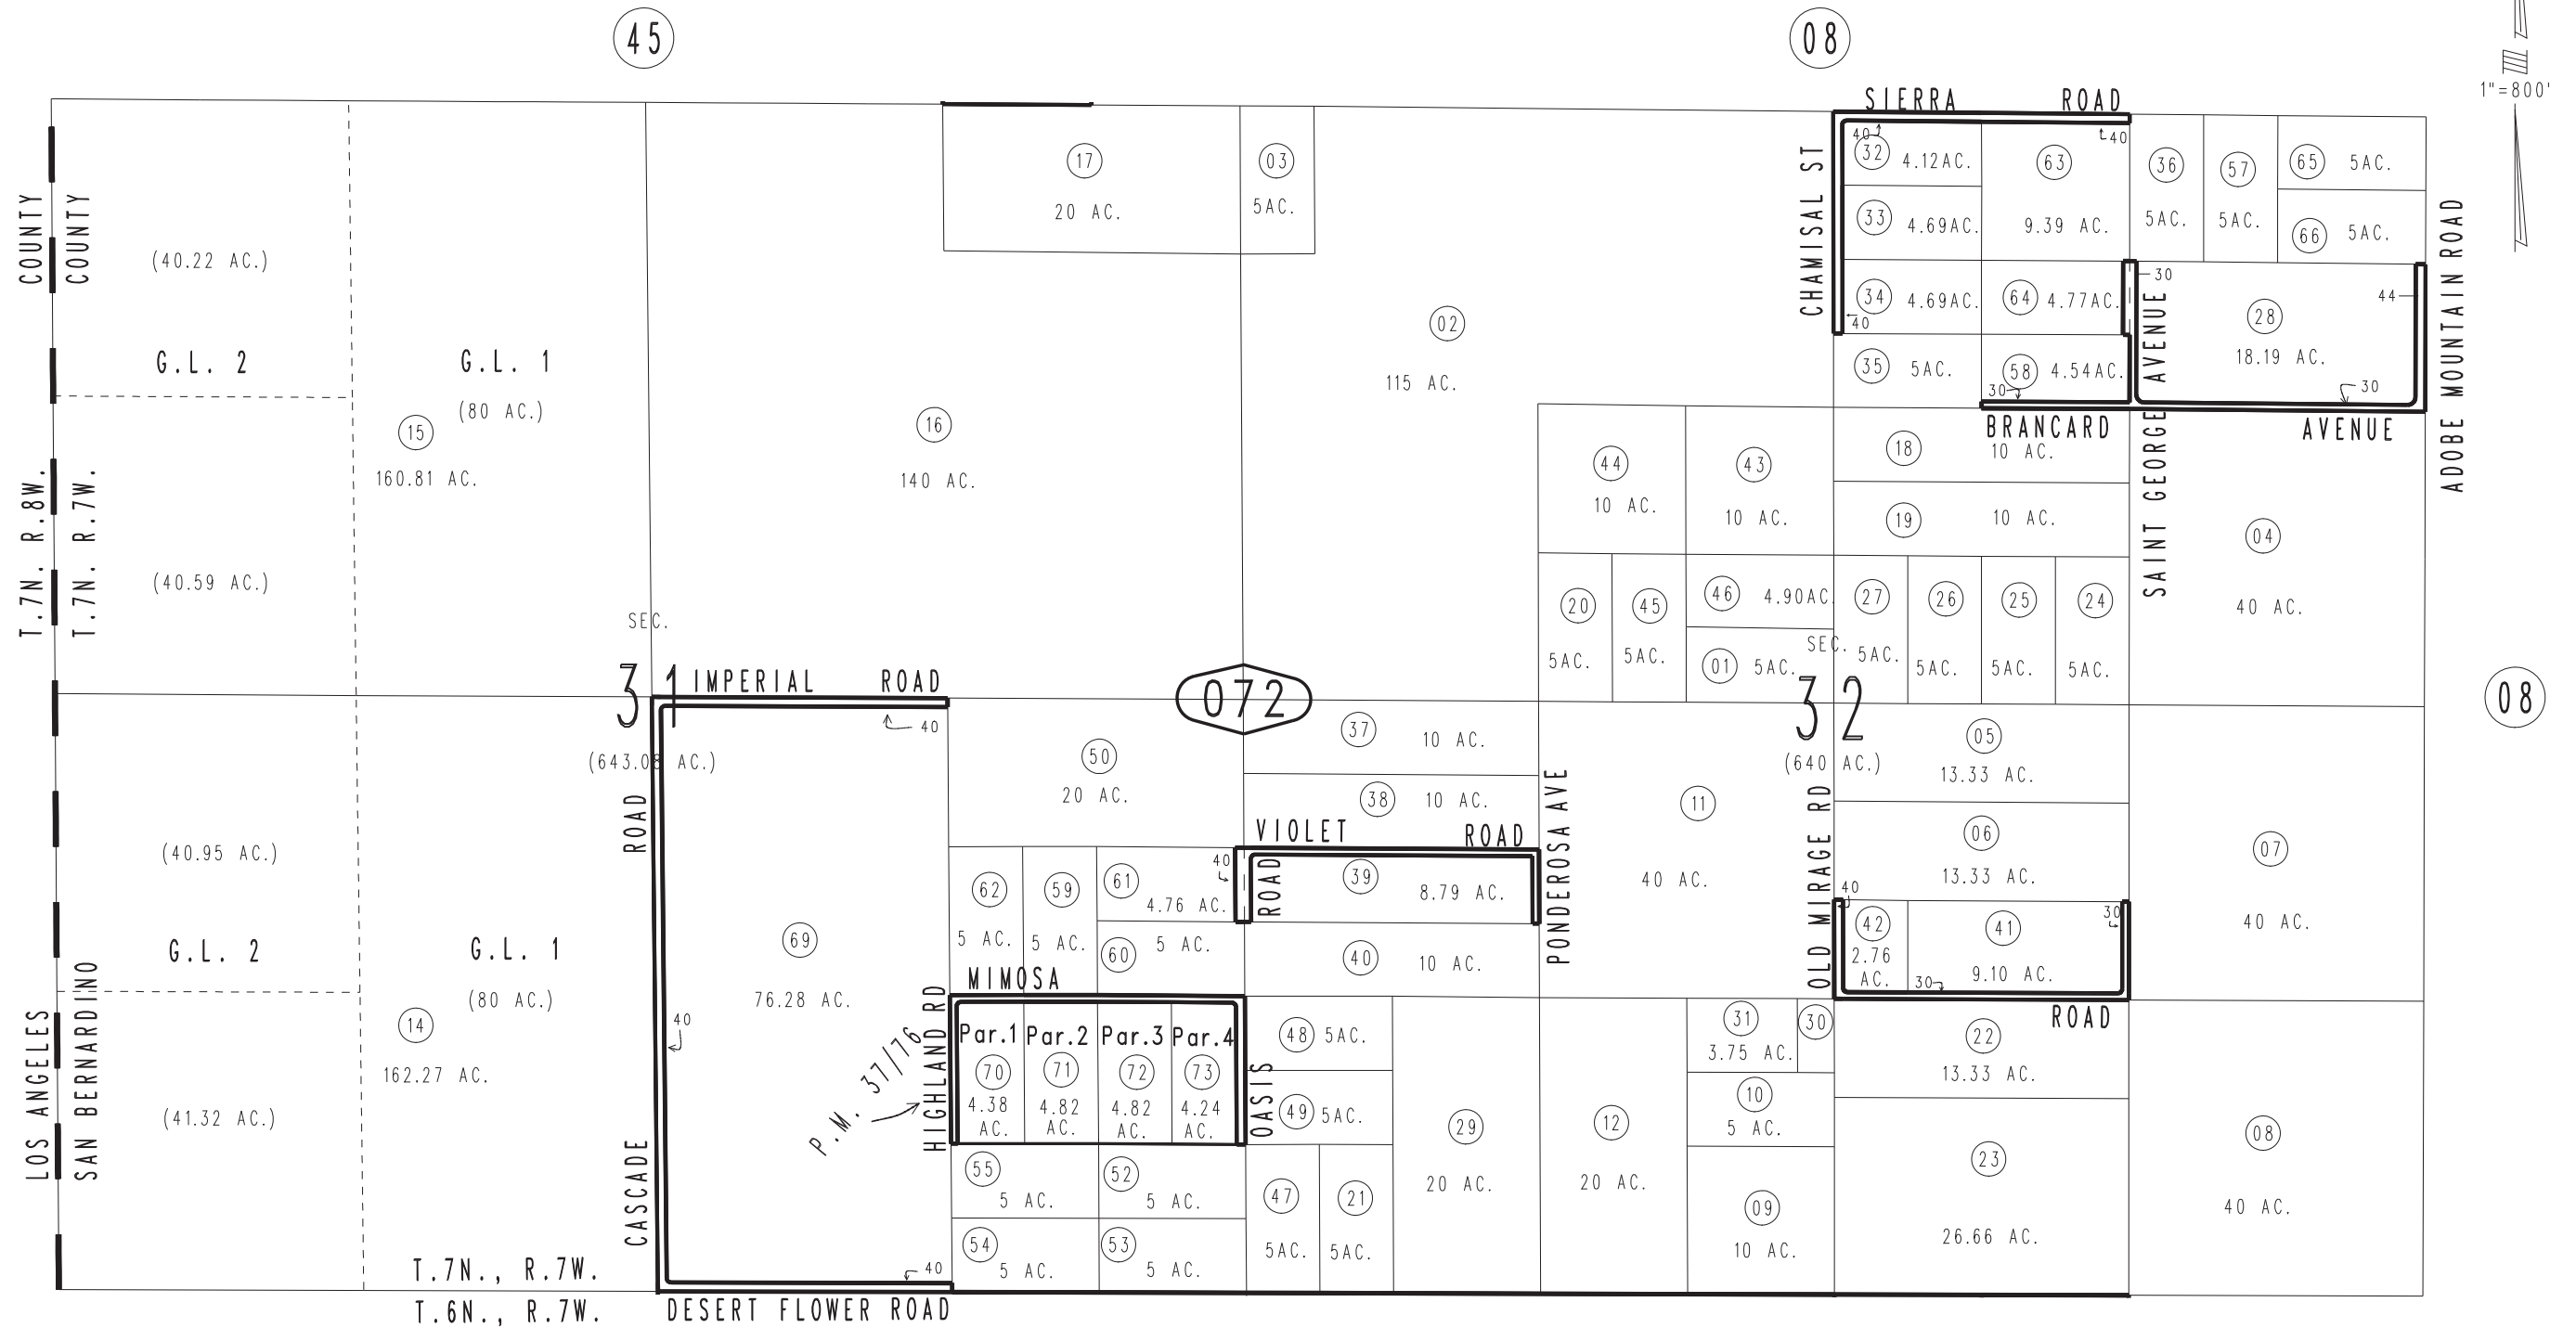 45
08
1"=800'
SIERRA ROAD
40
40
32 4.12AC.
63
9.39 AC.
33 4.69AC.
34 4.69AC.
40
64 4.77AC.
35 5AC.
58 4.54AC.
30
36
5AC.
57
5AC.
65 5AC.
66 5AC.
30
44
28
18.19 AC.
30
CHAMISAL ST
SAINT GEORGE AVENUE
ADOBE MOUNTAIN ROAD
BRANCARD AVENUE
17
20 AC.
03
5AC.
COUNTY
COUNTY
(40.22 AC.)
G.L. 2
G.L. 1
(80 AC.)
15
160.81 AC.
(40.59 AC.)
T.7N. R.8W.
T.7N. R.7W.
16
140 AC.
02
115 AC.
44
10 AC.
43
10 AC.
18
10 AC.
19
10 AC.
04
40 AC.
20
5AC.
45
5AC.
46 4.90AC.
01 5AC.
27
5AC.
26
5AC.
25
5AC.
24
5AC.
SEC.
31
(643.08 AC.)
SEC.
32
(640 AC.)
IMPERIAL ROAD
40
072
08
50
20 AC.
37 10 AC.
38 10 AC.
VIOLET ROAD
PONDEROSA AVE
11
40 AC.
OLD MIRAGE RD
05
13.33 AC.
06
13.33 AC.
07
40 AC.
(40.95 AC.)
G.L. 2
G.L. 1
(80 AC.)
14
162.27 AC.
(41.32 AC.)
LOS ANGELES
SAN BERNARDINO
CASCADE ROAD
40
69
76.28 AC.
62
5 AC.
59
5 AC.
61
4.76 AC.
40
60 5 AC.
39 8.79 AC.
40 10 AC.
40
42
2.76
AC.
41
9.10 AC.
30
30
ROAD
MIMOSA
HIGHLAND RD
P.M. 37/76
Par.1
70
4.38
AC.
Par.2
71
4.82
AC.
Par.3
72
4.82
AC.
Par.4
73
4.24
AC.
OASIS ROAD
48 5AC.
49 5AC.
29
20 AC.
12
20 AC.
31
3.75 AC.
30
10
5 AC.
09
10 AC.
22
13.33 AC.
23
26.66 AC.
08
40 AC.
55
5 AC.
52
5 AC.
54
5 AC.
53
5 AC.
47
5AC.
21
5AC.
40
T.7N., R.7W.
T.6N., R.7W.
DESERT FLOWER ROAD